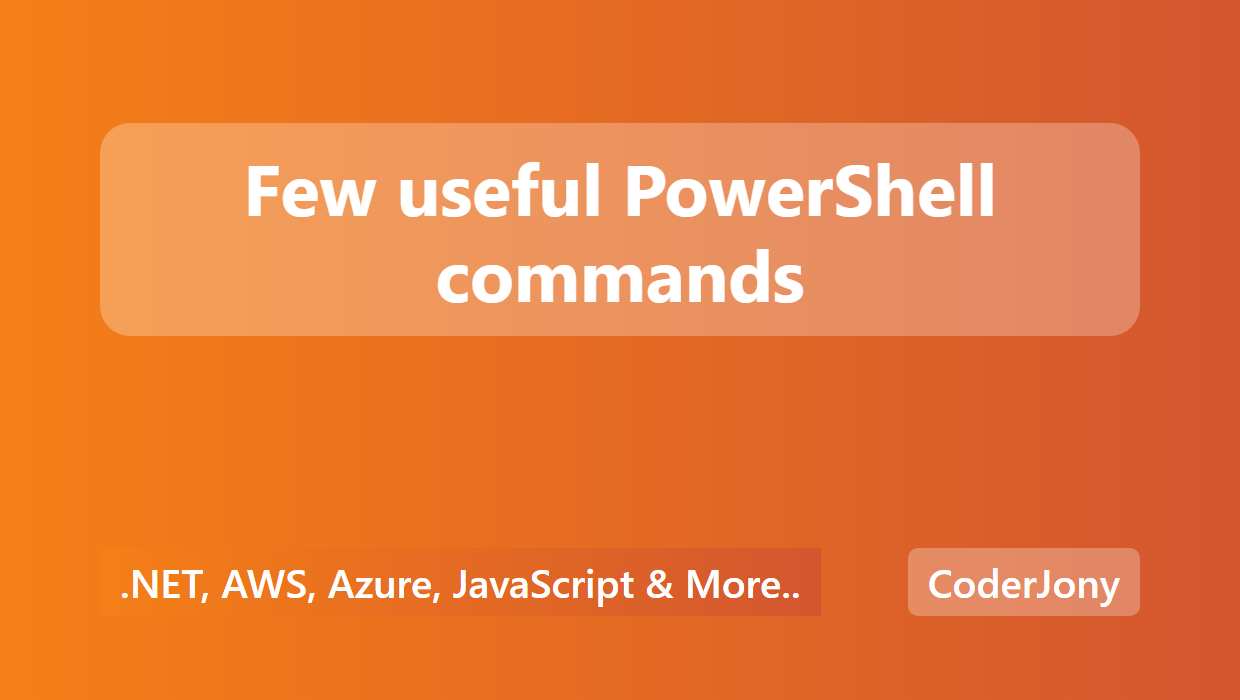 Few useful PowerShell
commands
.NET, AWS, Azure, JavaScript & More..
CoderJony